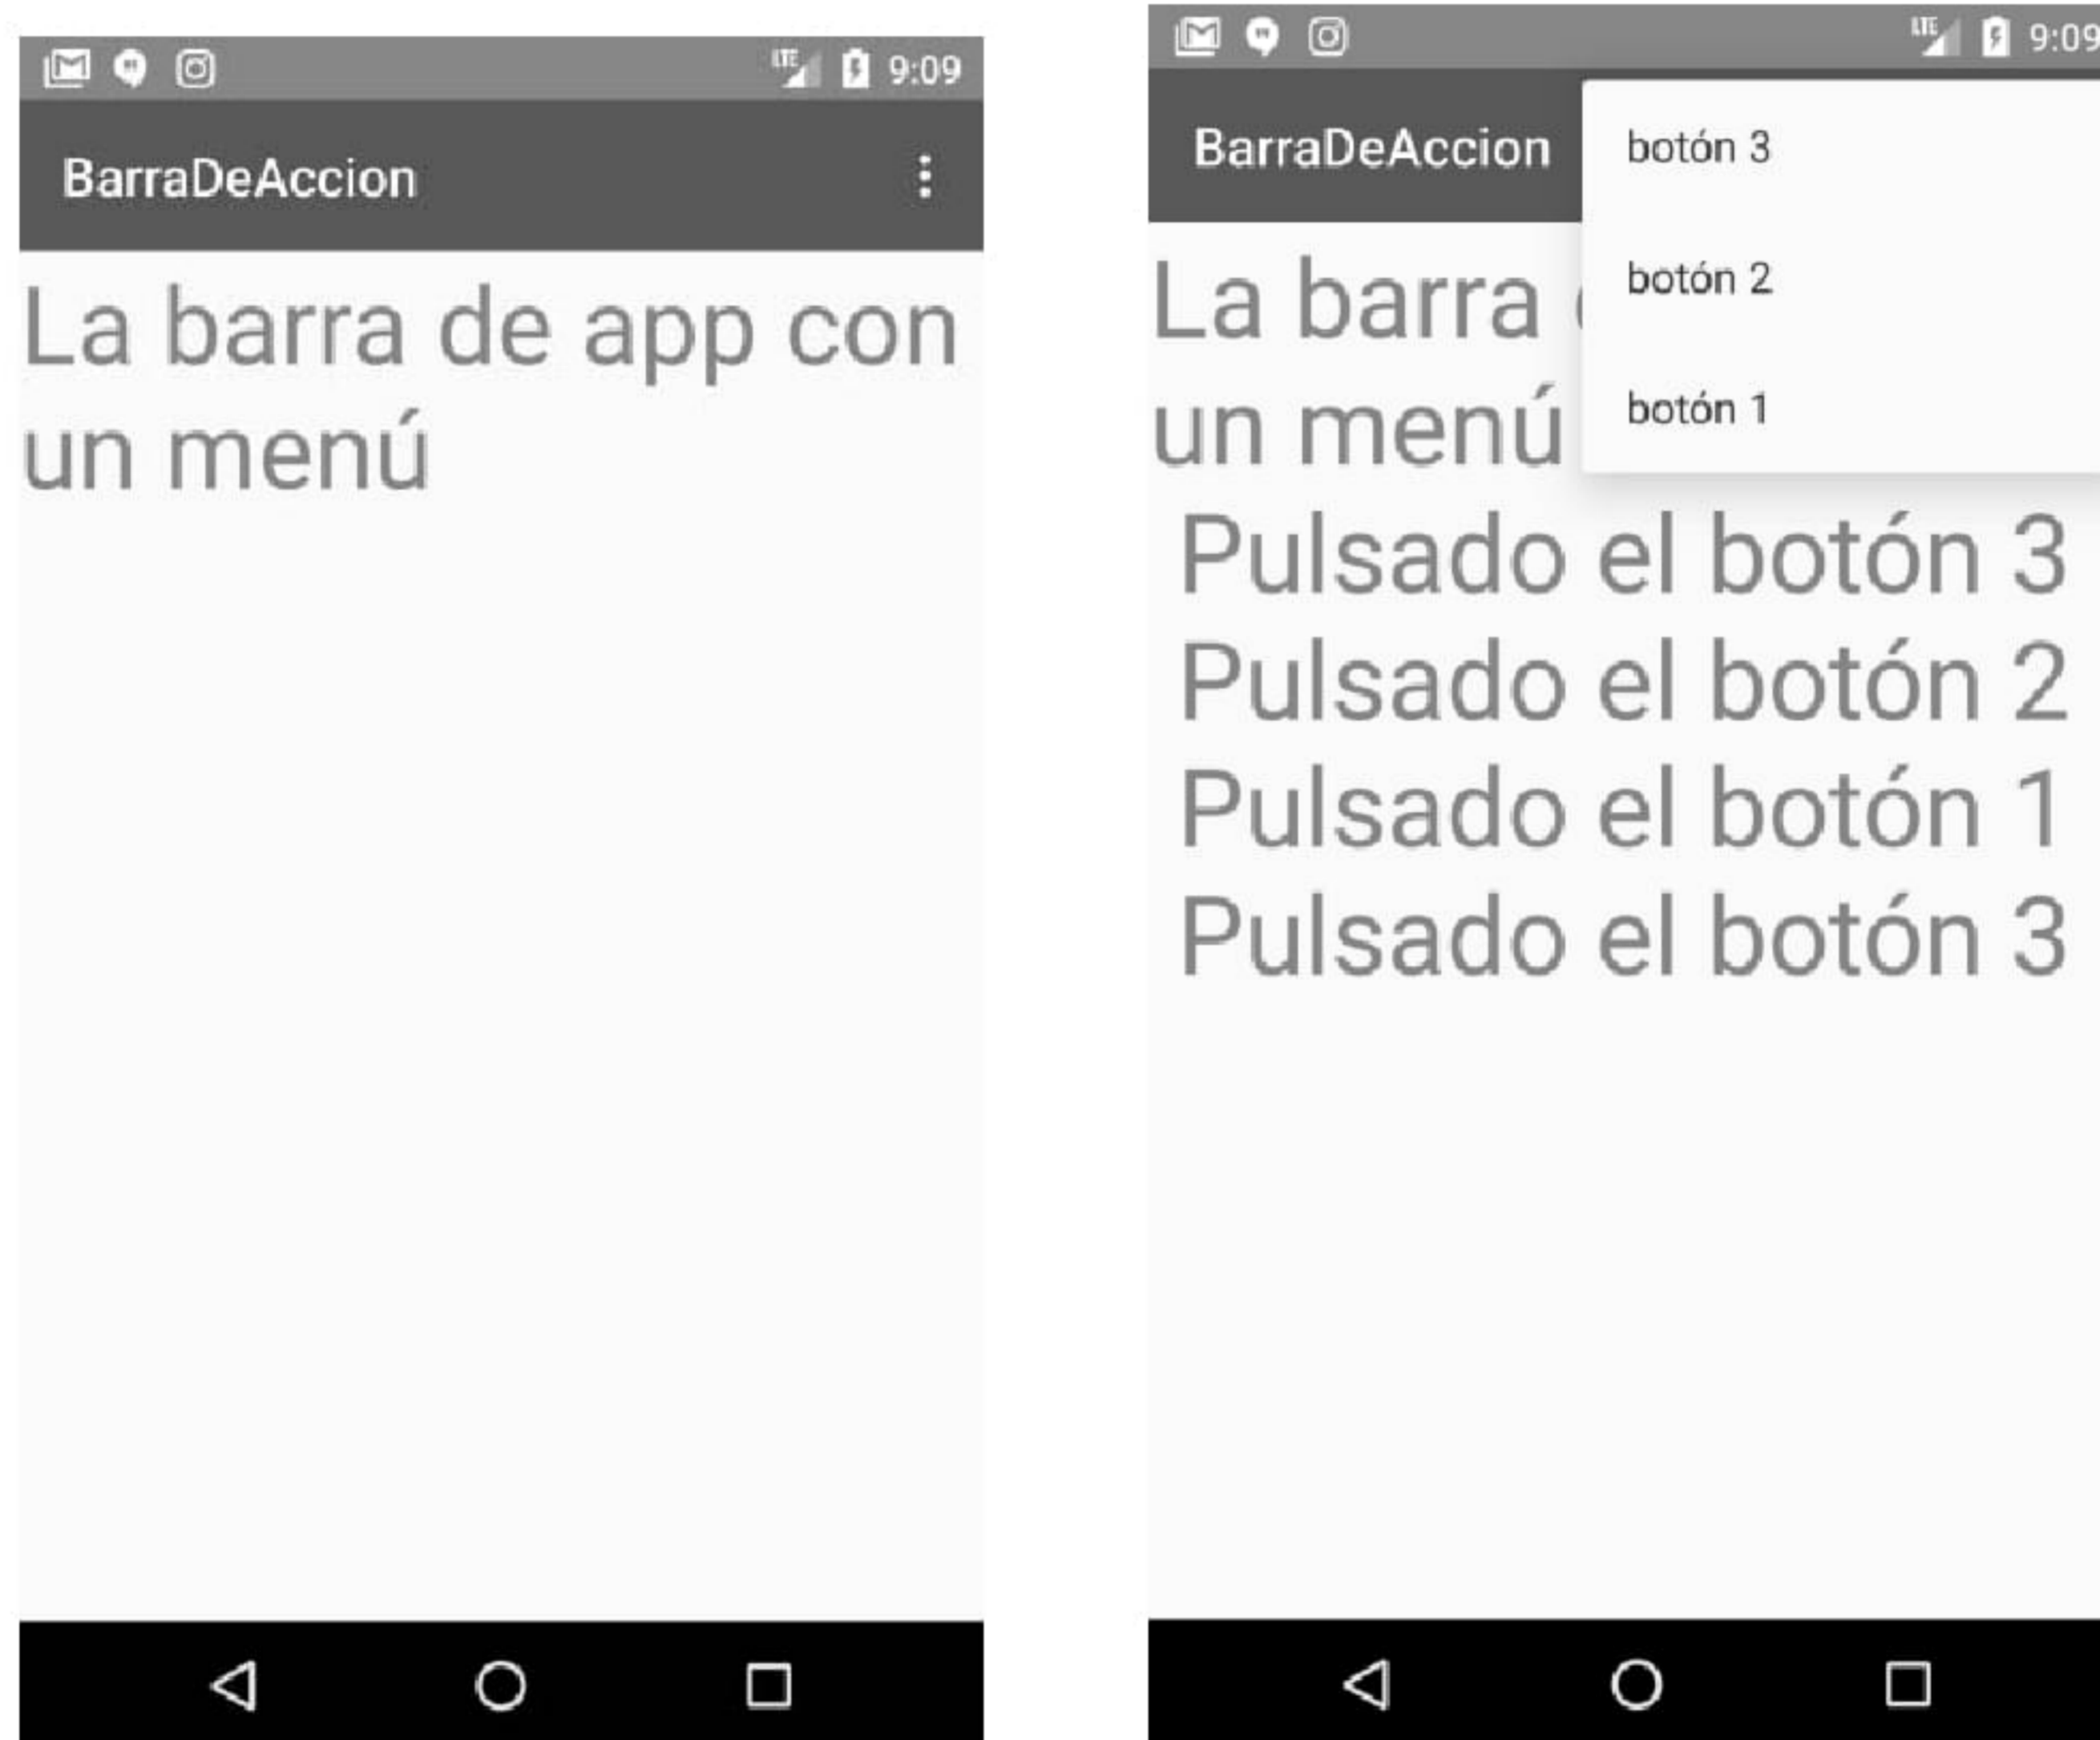 LTE 9:09
BarraDeAccion
La barra de app con
un menú
LTE 9:09
BarraDeAccion
botón 3
botón 2
botón 1
La barra
un menú
Pulsado el botón 3
Pulsado el botón 2
Pulsado el botón 1
Pulsado el botón 3